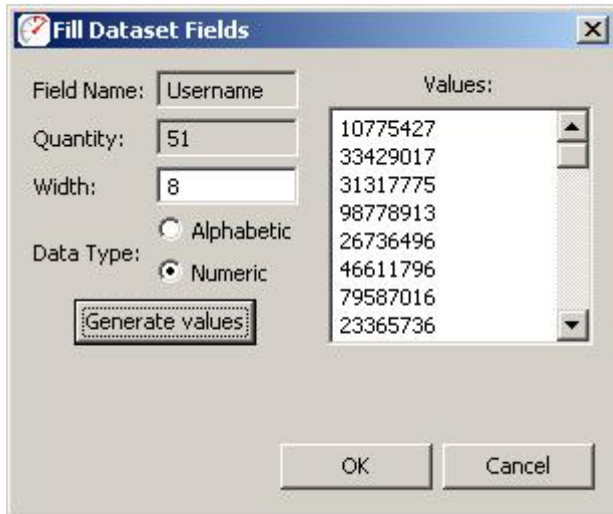 Fill Dataset Fields
Field Name: Username
Quantity: 51
Width: 8
Data Type:
Alphabetic
Numeric
Generate values
Values:
10775427
33429017
31317775
98778913
26736496
46611796
79587016
23365736
OK Cancel